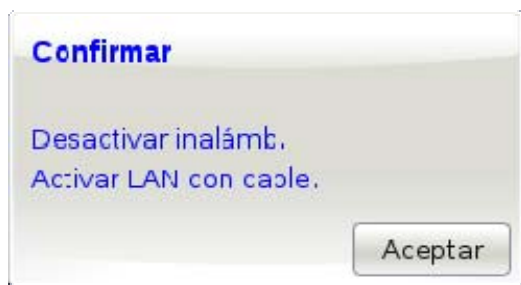 Confirmar
Desactivar inalámb.
Activar LAN con cable.
Aceptar